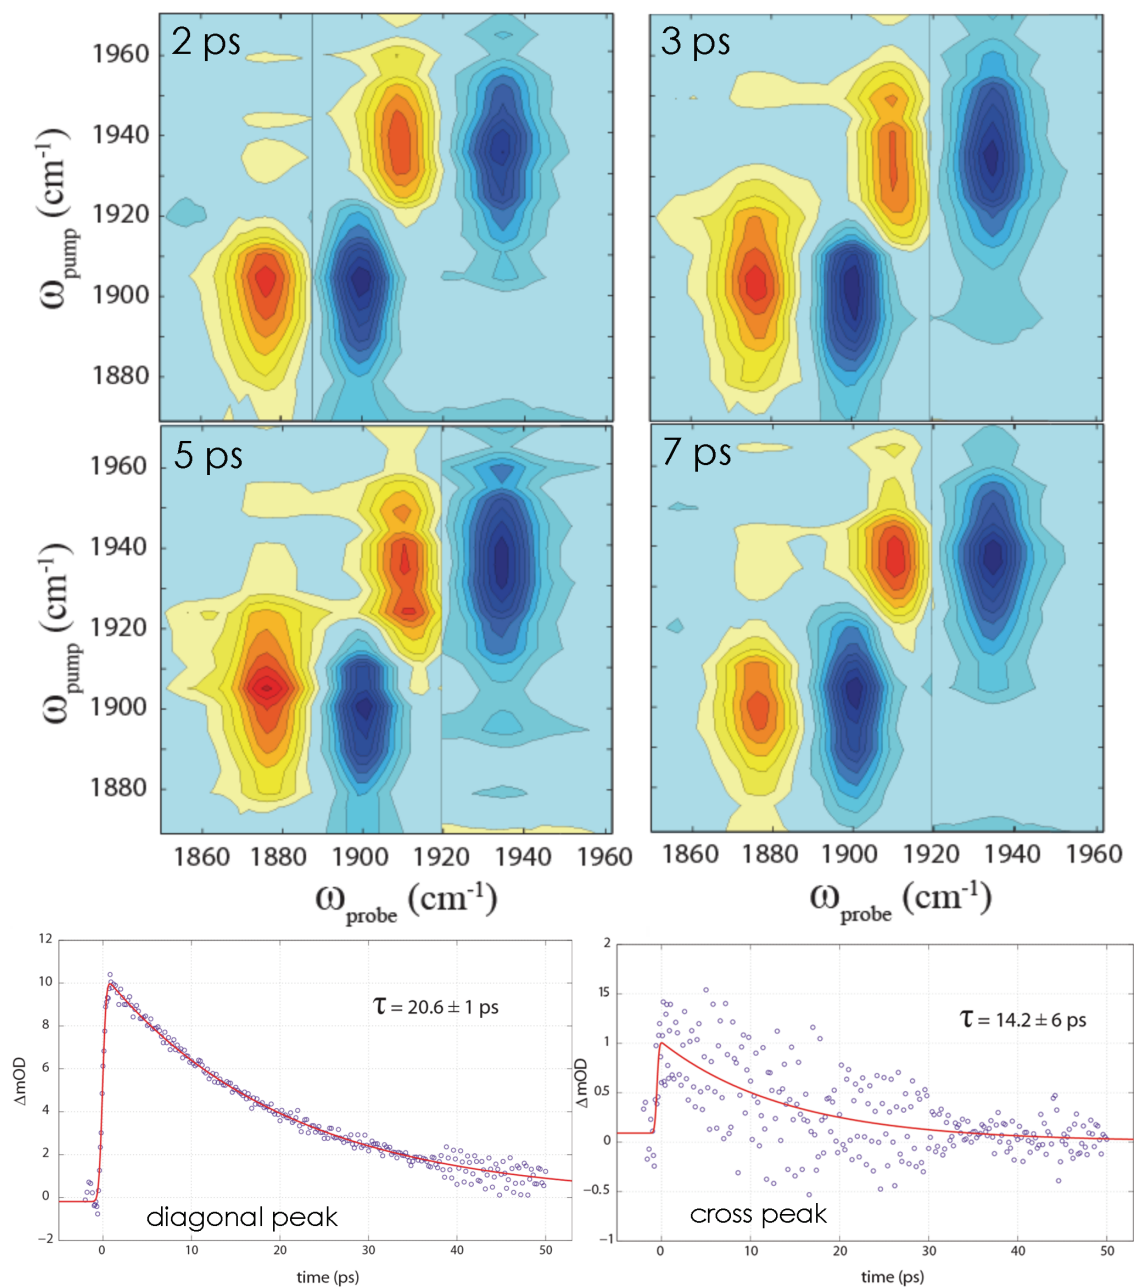 2 ps
3 ps
1960
1940
1920
1900
1880
ω_pump (cm⁻¹)
5 ps
7 ps
1960
1940
1920
1900
1880
ω_pump (cm⁻¹)
1860 1880 1900 1920 1940 1960
1860 1880 1900 1920 1940 1960
ω_probe (cm⁻¹)
ω_probe (cm⁻¹)
12
10
8
6
4
2
0
−2
ΔmOD
τ = 20.6 ± 1 ps
diagonal peak
0 10 20 30 40 50
time (ps)
2
15
1
0.5
0
−0.5
−1
ΔmOD
τ = 14.2 ± 6 ps
cross peak
0 10 20 30 40 50
time (ps)